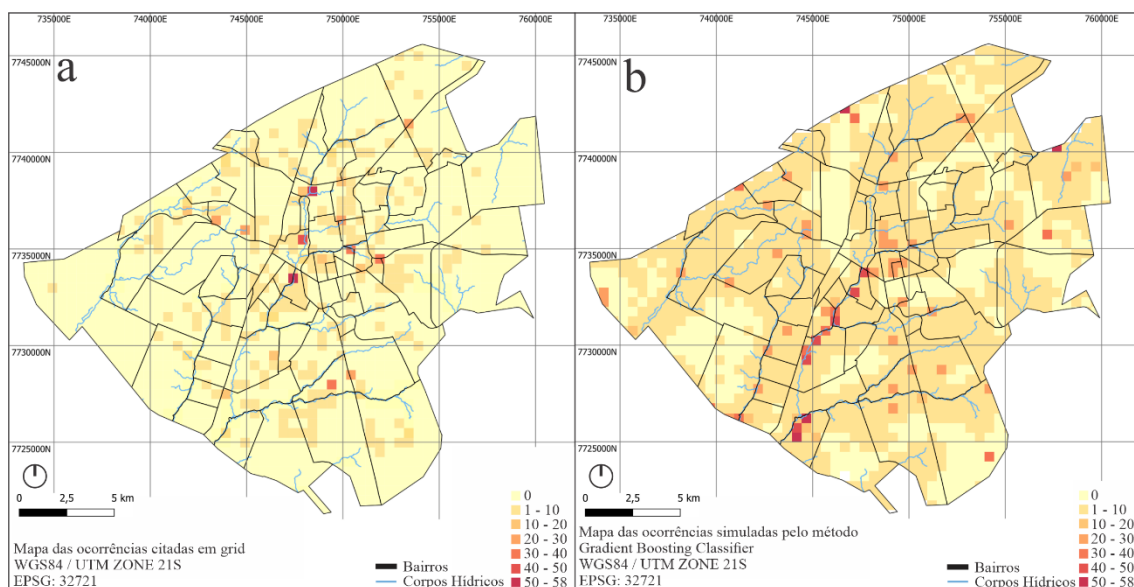 735000E 740000E 745000E 750000E 755000E 760000E
a
7745000N
7740000N
7735000N
7730000N
7725000N
0 2,5 5 km
0
1 - 10
10 - 20
20 - 30
30 - 40
40 - 50
50 - 58
Mapa das ocorrências citadas em grid
WGS84 / UTM ZONE 21S
EPSG: 32721
Bairros
Corpos Hídricos
735000E 740000E 745000E 750000E 755000E 760000E
b
7745000N
7740000N
7735000N
7730000N
7725000N
0 2,5 5 km
0
1 - 10
10 - 20
20 - 30
30 - 40
40 - 50
50 - 58
Mapa das ocorrências simuladas pelo método
Gradient Boosting Classifier
WGS84 / UTM ZONE 21S
EPSG: 32721
Bairros
Corpos Hídricos